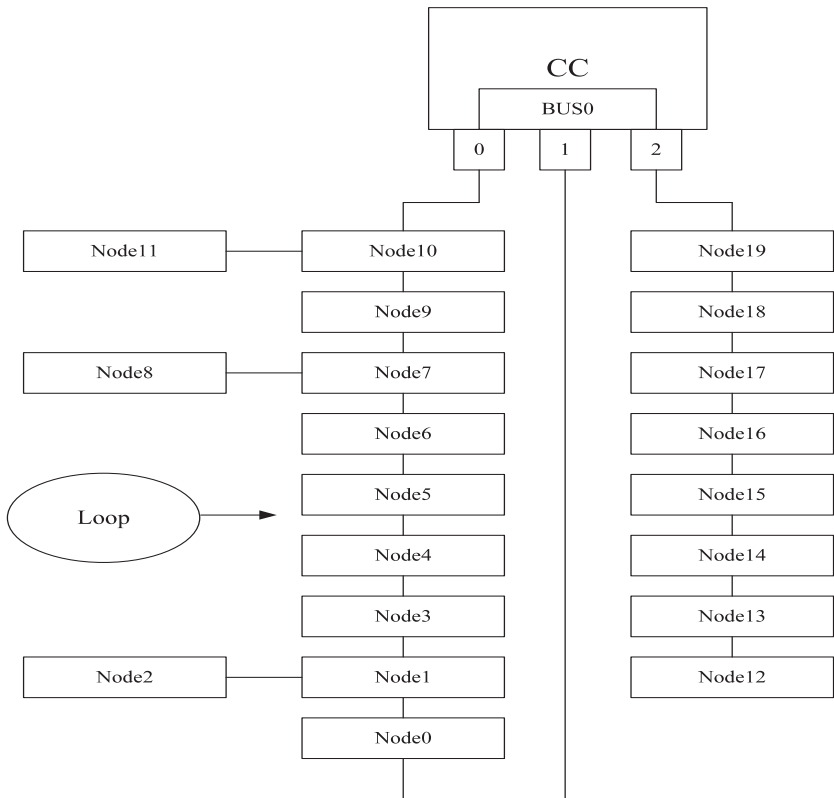 CC
BUS0
0 1 2
Node11 Node10 Node19
Node9 Node18
Node8 Node7 Node17
Node6 Node16
Node5 Node15
Loop
Node4 Node14
Node3 Node13
Node2 Node1 Node12
Node0